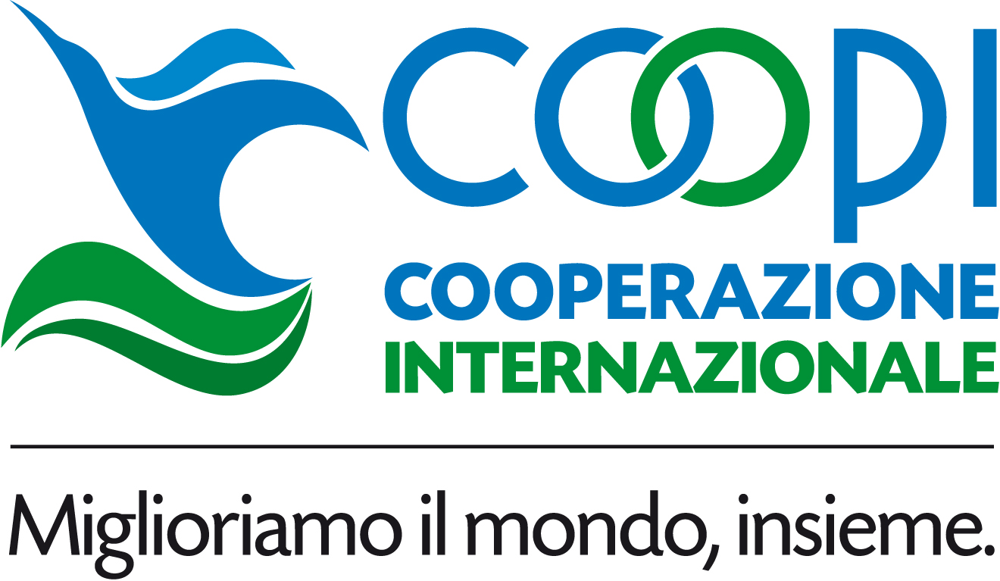 COOPI
COOPERAZIONE
INTERNAZIONALE
Miglioriamo il mondo, insieme.